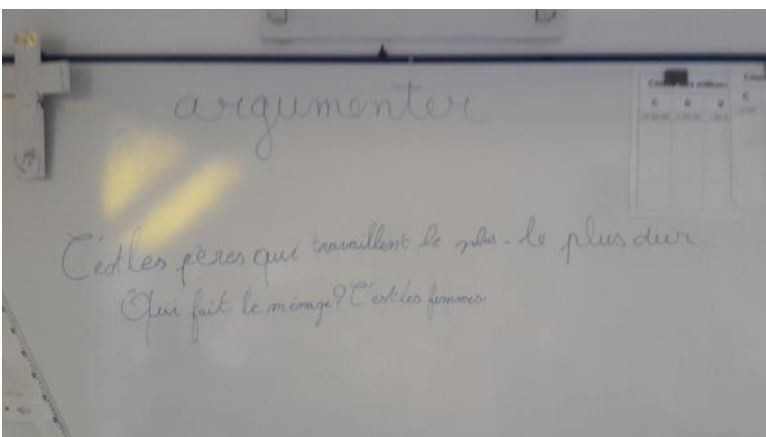 argumenter
C'est les pères qui travaillent le plus - le plus dur
Qui fait le ménage ? C'est les femmes.